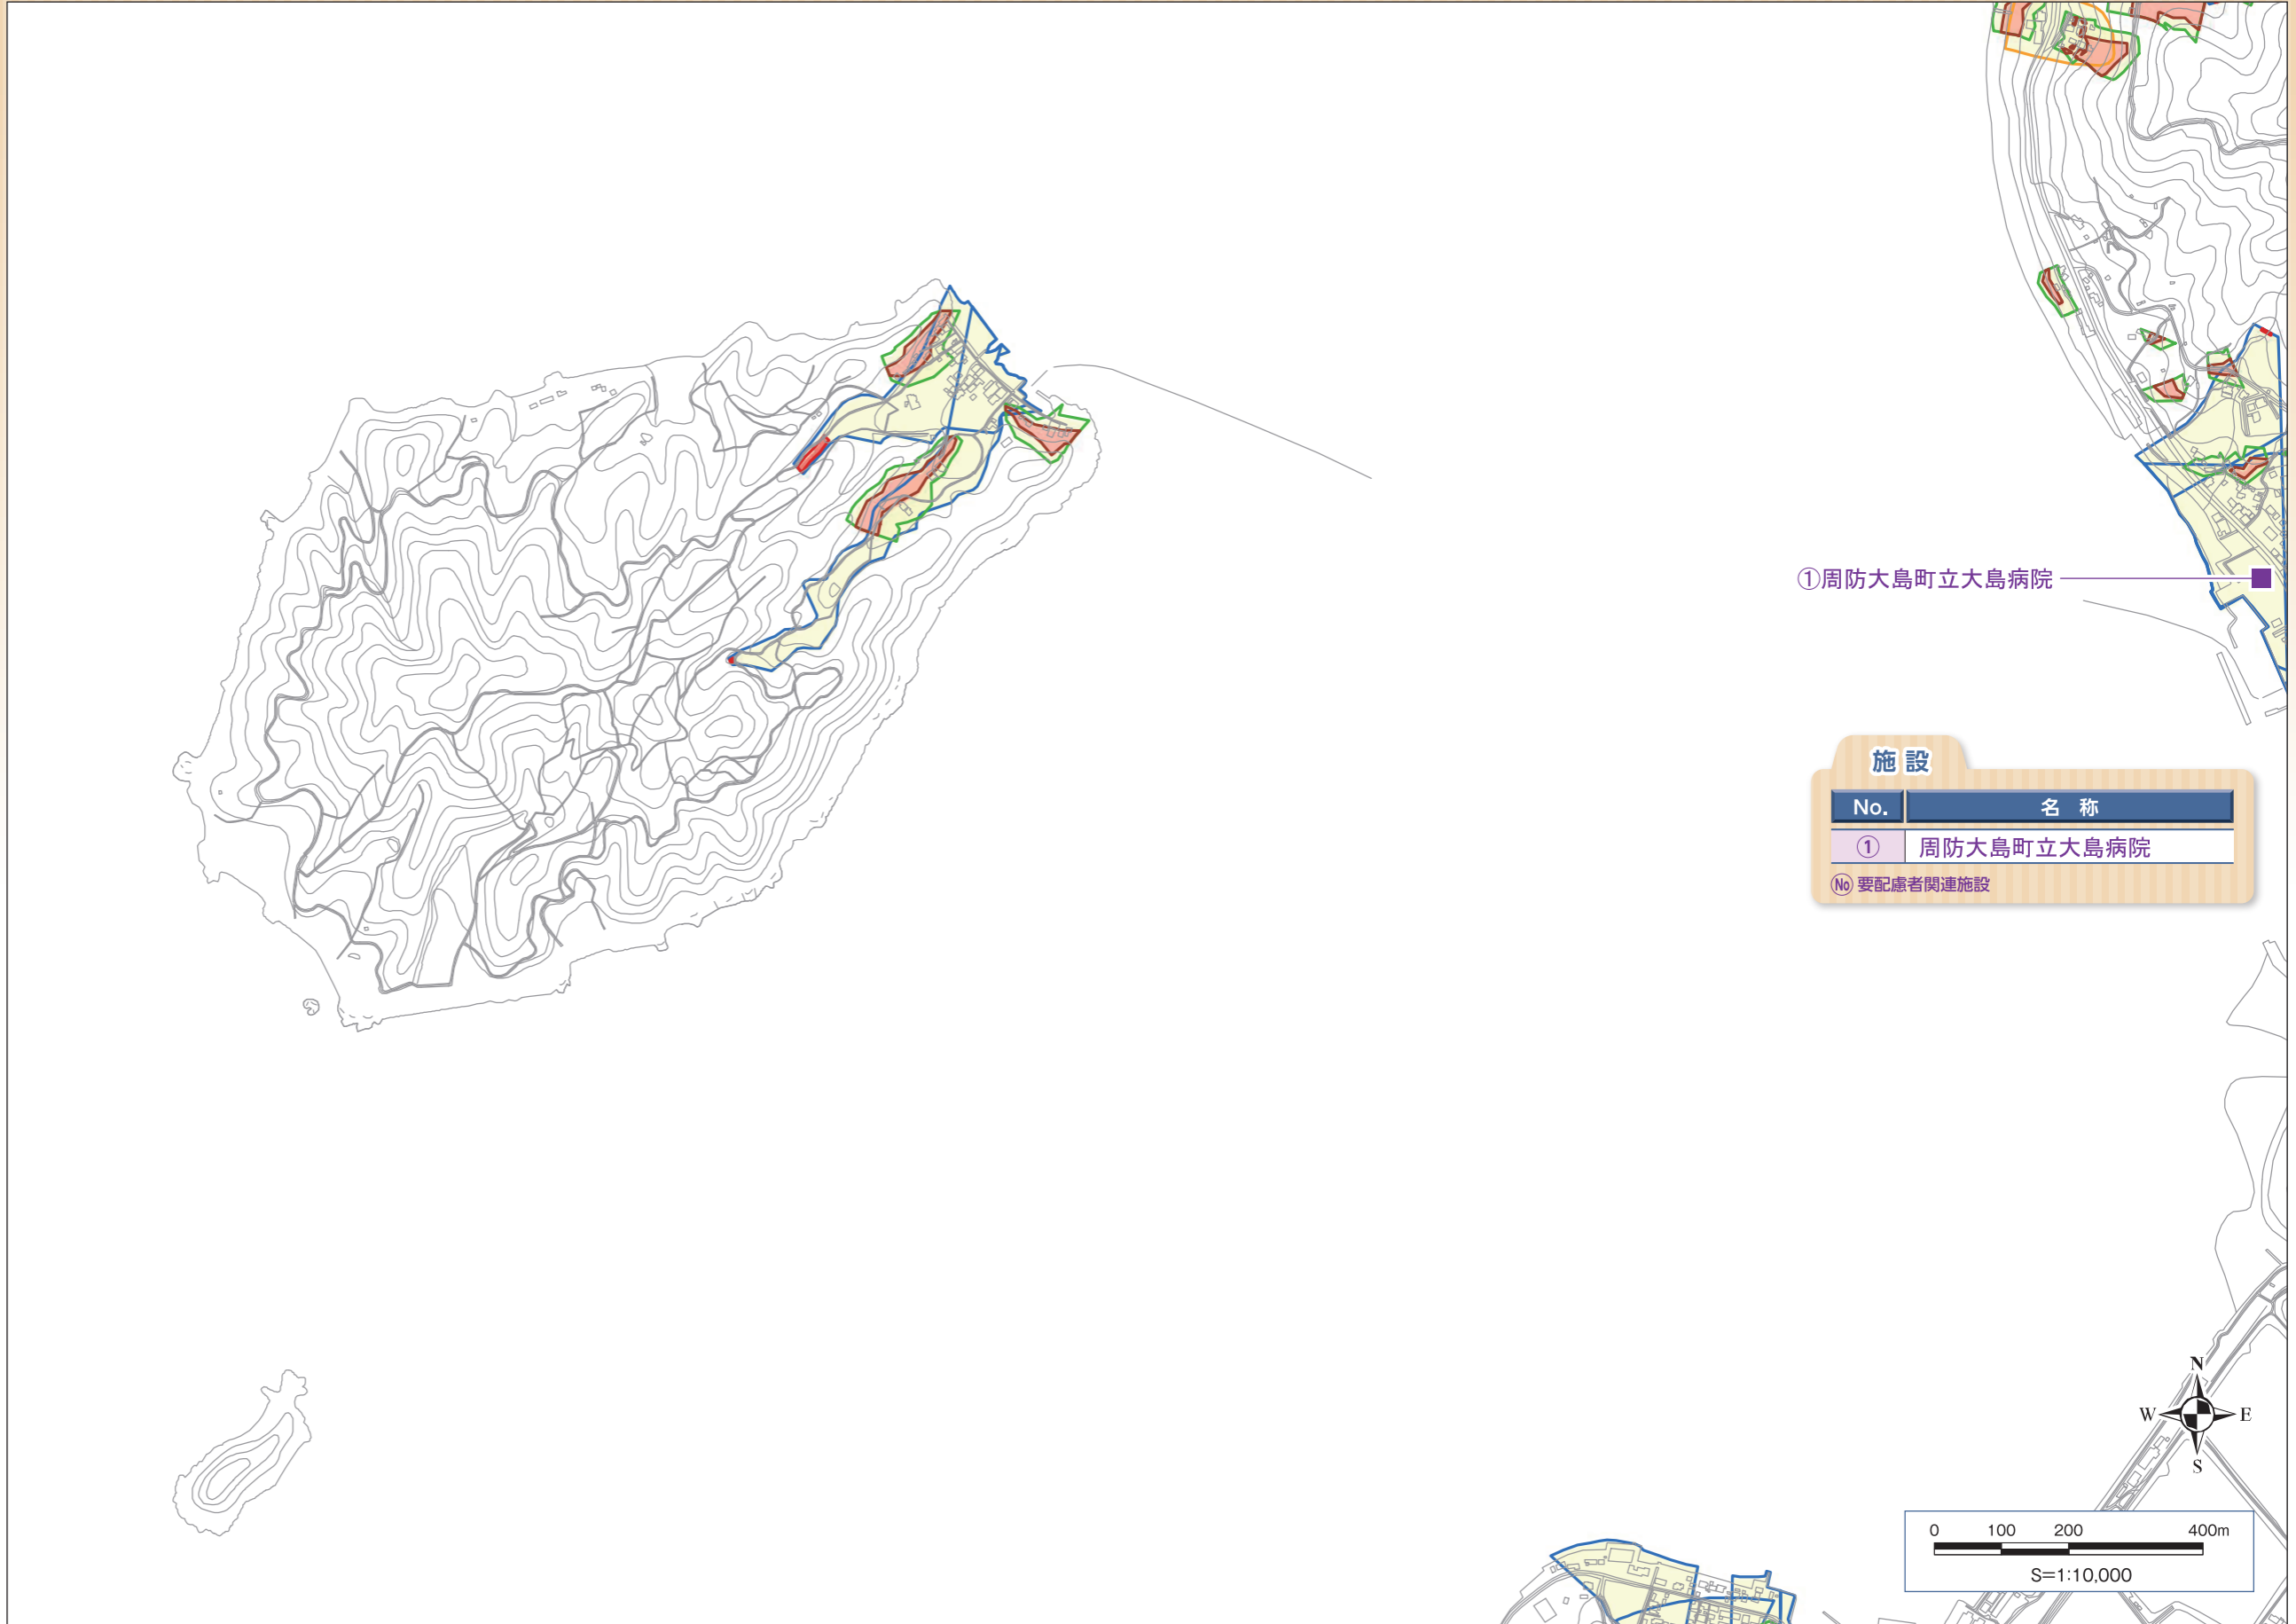 ①周防大島町立大島病院
施設
No. 名称
① 周防大島町立大島病院
No 要配慮者関連施設
N
W E
S
0 100 200 400m
S=1:10,000